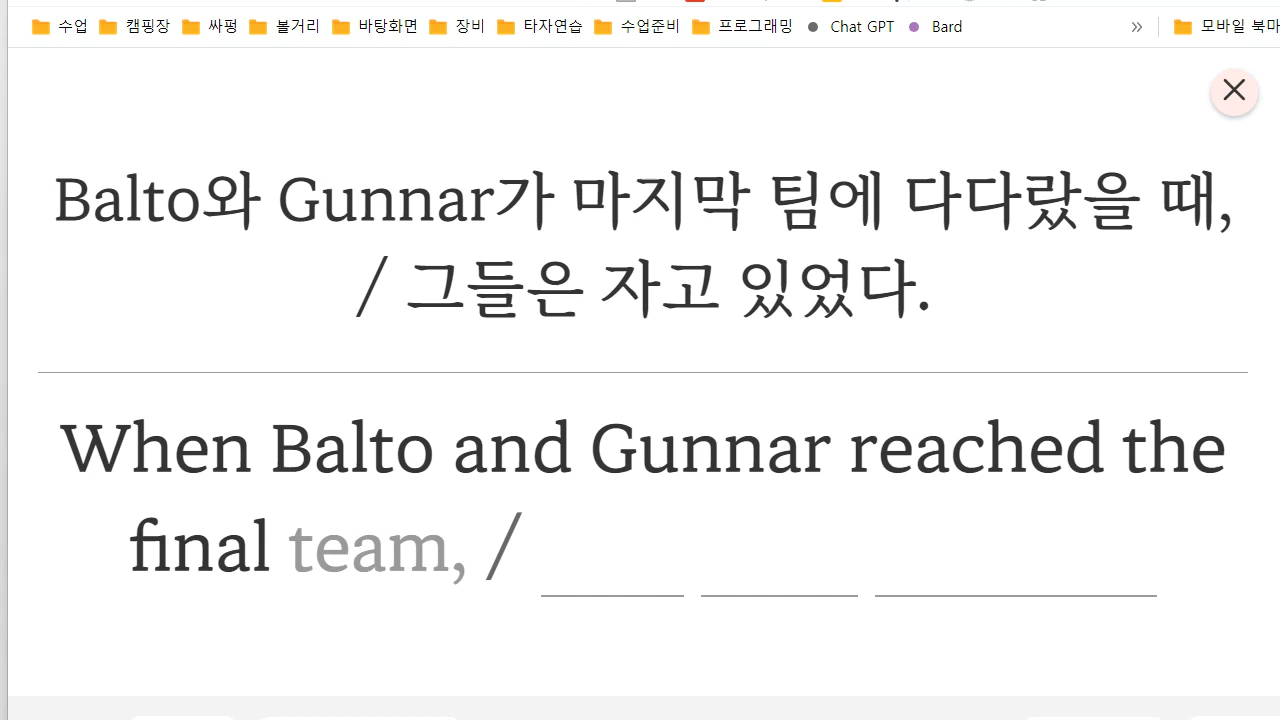 수업 캠핑장 싸펑 볼거리 바탕화면 장비 타자연습 수업준비 프로그래밍 Chat GPT Bard » 모바일 북마
Balto와 Gunnar가 마지막 팀에 다다랐을 때,
/ 그들은 자고 있었다.
When Balto and Gunnar reached the
final team, /